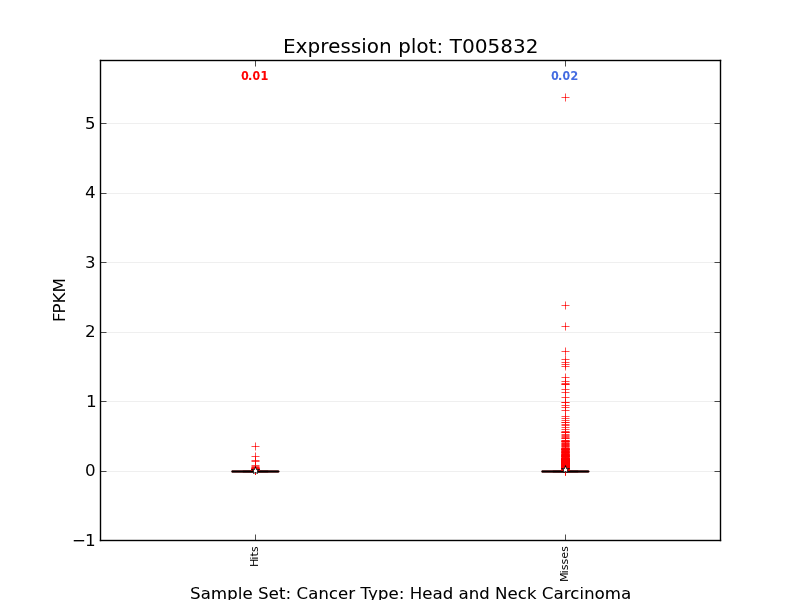 Expression plot: T005832
0.01
0.02
5
4
3
2
1
0
−1
FPKM
Hits
Misses
Sample Set: Cancer Type: Head and Neck Carcinoma